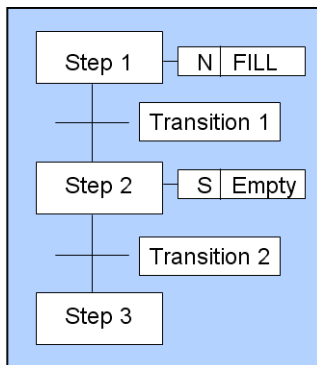 Step 1 N FILL
Transition 1
Step 2 S Empty
Transition 2
Step 3